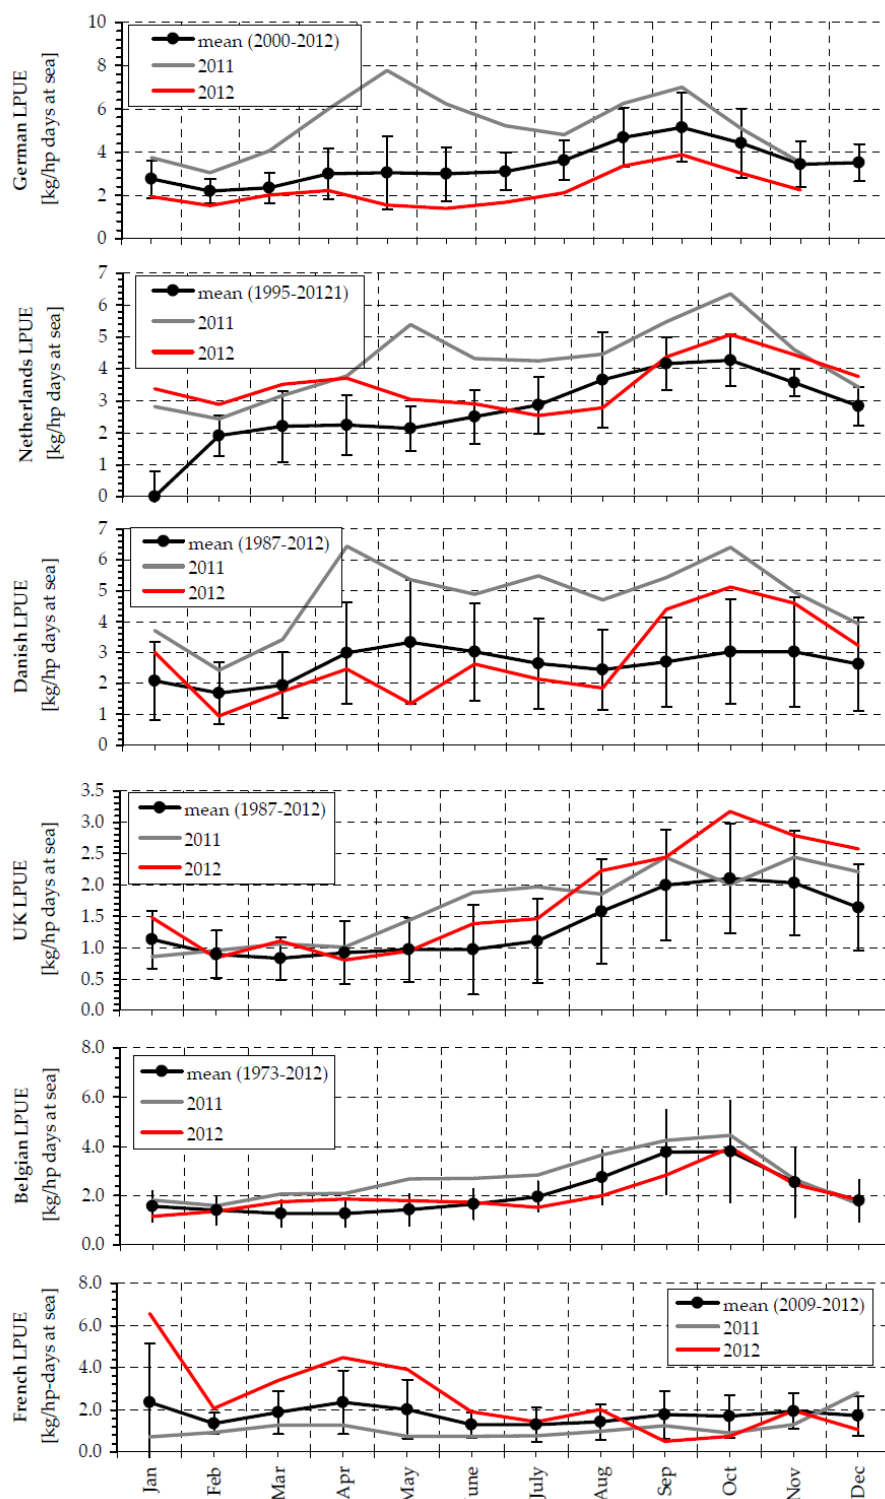 German LPUE
[kg/hp days at sea]
10
8
6
4
2
0
mean (2000-2012)
2011
2012
Netherlands LPUE
[kg/hp days at sea]
7
6
5
4
3
2
1
0
mean (1995-20121)
2011
2012
Danish LPUE
[kg/hp days at sea]
7
6
5
4
3
2
1
0
mean (1987-2012)
2011
2012
UK LPUE
[kg/hp days at sea]
3.5
3.0
2.5
2.0
1.5
1.0
0.5
0.0
mean (1987-2012)
2011
2012
Belgian LPUE
[kg/hp days at sea]
8.0
6.0
4.0
2.0
0.0
mean (1973-2012)
2011
2012
French LPUE
[kg/hp-days at sea]
8.0
6.0
4.0
2.0
0.0
mean (2009-2012)
2011
2012
Jan
Feb
Mar
Apr
May
June
July
Aug
Sep
Oct
Nov
Dec